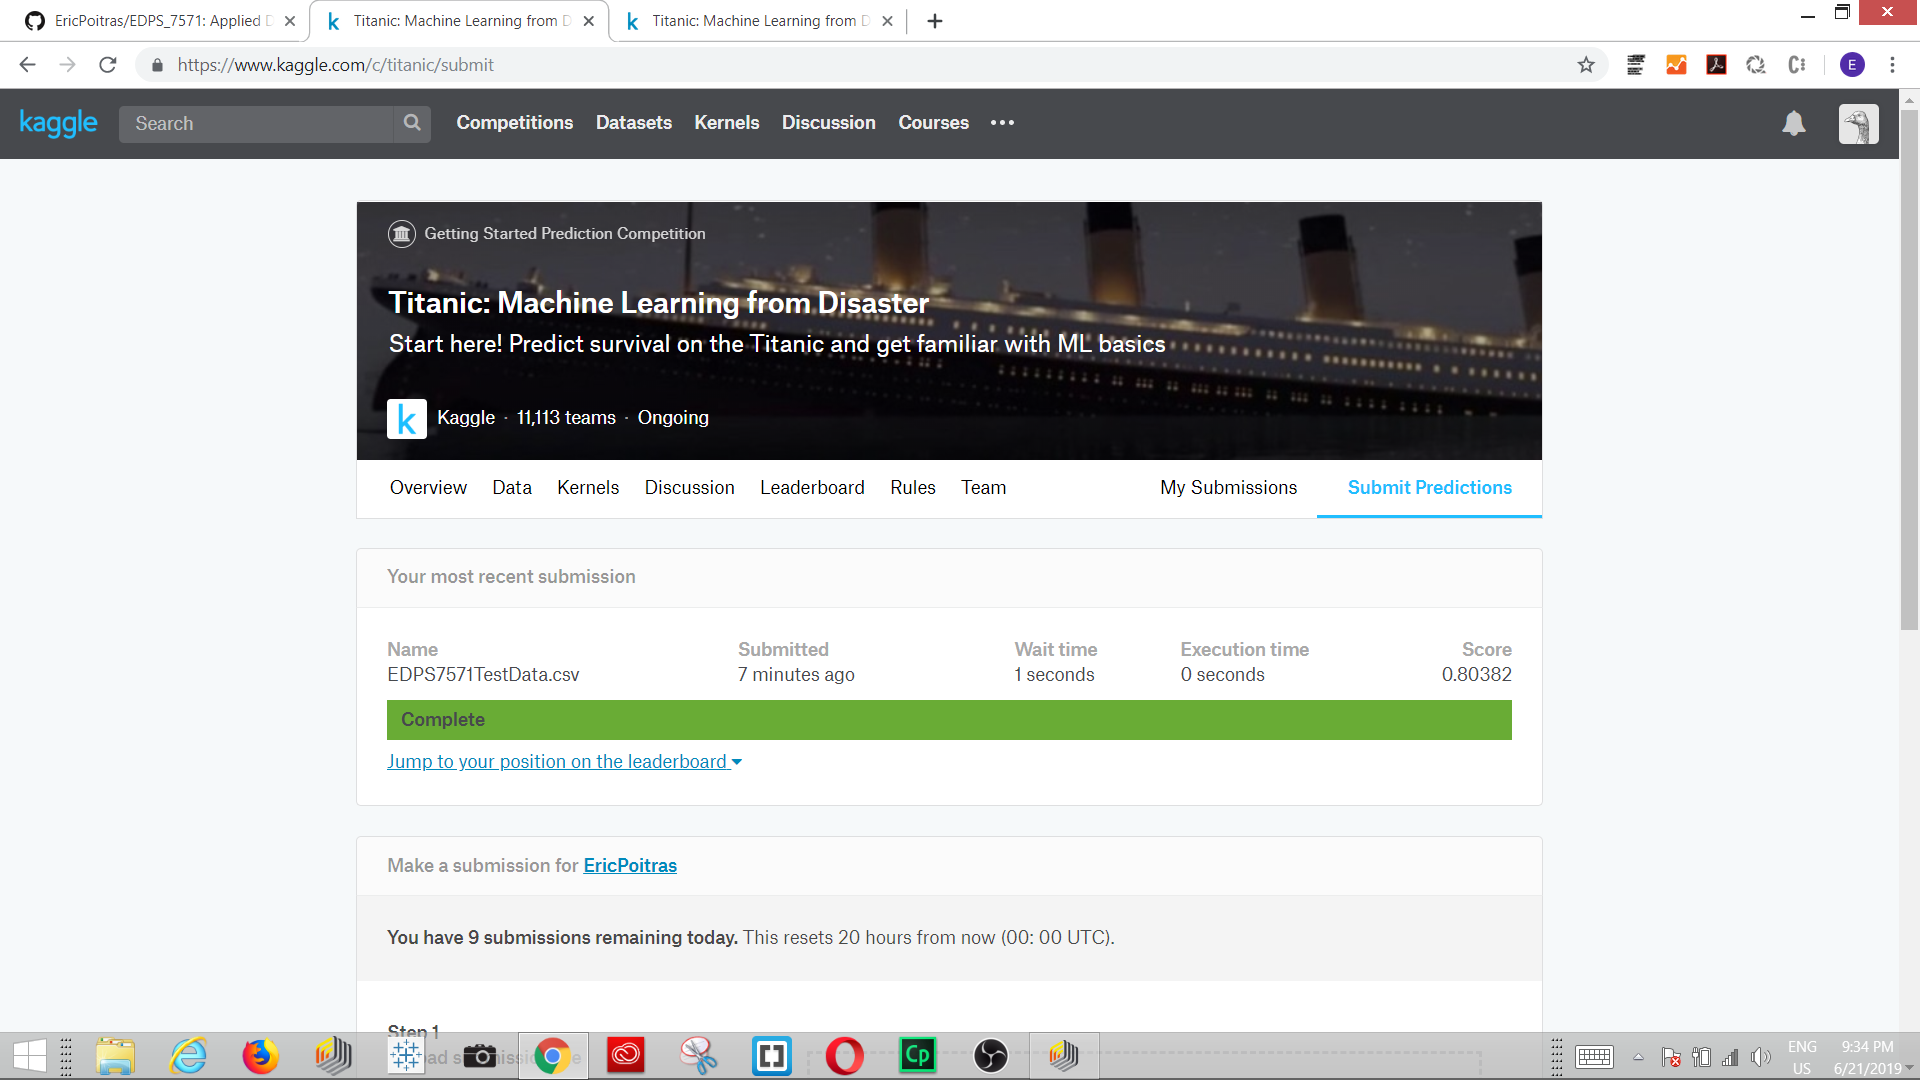 EricPoitras/EDPS_7571: Applied D
Titanic: Machine Learning from D
Titanic: Machine Learning from D
https://www.kaggle.com/c/titanic/submit
E
kaggle
Search
Competitions Datasets Kernels Discussion Courses
Getting Started Prediction Competition
Titanic: Machine Learning from Disaster
Start here! Predict survival on the Titanic and get familiar with ML basics
k Kaggle · 11,113 teams · Ongoing
Overview Data Kernels Discussion Leaderboard Rules Team My Submissions Submit Predictions
Your most recent submission
Name Submitted Wait time Execution time Score
EDPS7571TestData.csv 7 minutes ago 1 seconds 0 seconds 0.80382
Complete
Jump to your position on the leaderboard
Make a submission for EricPoitras
You have 9 submissions remaining today. This resets 20 hours from now (00: 00 UTC).
Step 1
Cp
ENG
US
9:34 PM
6/21/2019